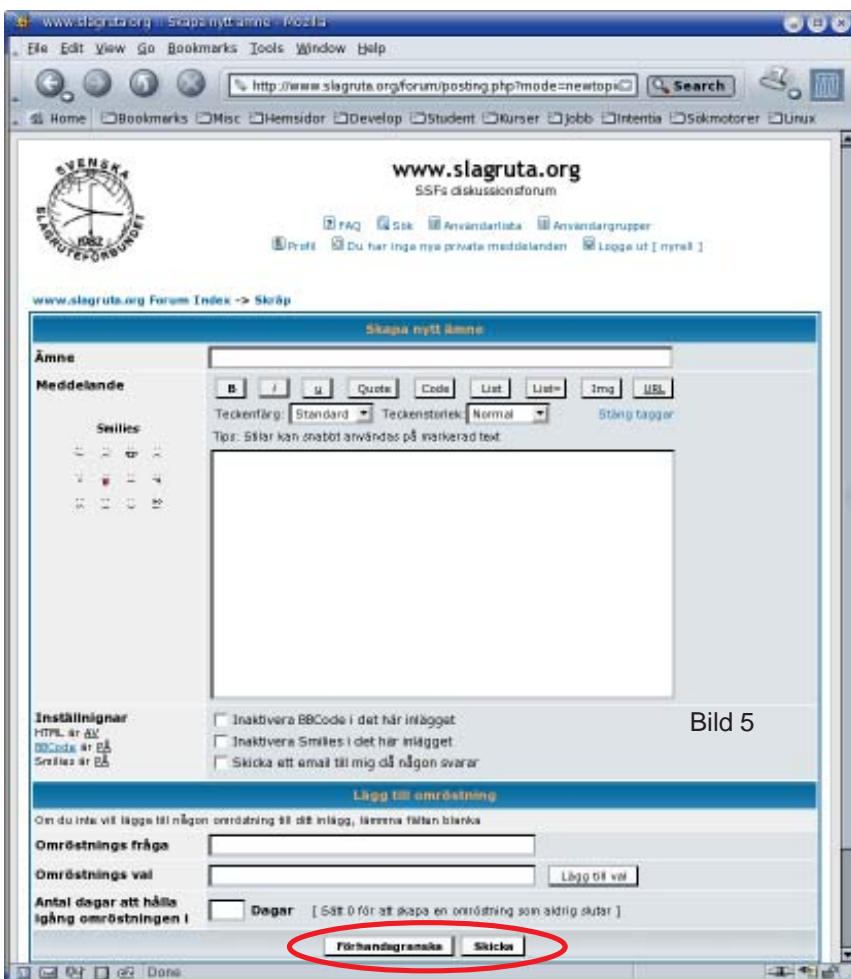 www.slagruta.org :: Skapa nytt ämne - Mozilla
File Edit View Go Bookmarks Tools Window Help
http://www.slagruta.org/forum/posting.php?mode=newtopi Search
Home Bookmarks Misc Hemsidor Develop Student Kurser Jobb Intentia Sökmotorer Linux
SVENSKA
SLAGRUTEFÖRBUNDET
1982
www.slagruta.org
SSFs diskussionsforum
FAQ Sök Användarlista Användargrupper
Profil Du har inga nya privata meddelanden Logga ut [ nyrell ]
www.slagruta.org Forum Index -> Skräp
Skapa nytt ämne
Ämne
Meddelande
B i u Quote Code List List= Img URL
Teckenfärg: Standard Teckenstorlek: Normal Stäng taggar
Smilies
Tips: Stilar kan snabbt användas på markerad text
Inställnignar
HTML är AV
BBCode är PÅ
Smilies är PÅ
Inaktivera BBCode i det här inlägget
Inaktivera Smilies i det här inlägget
Skicka ett email till mig då någon svarar
Bild 5
Lägg till omröstning
Om du inte vill lägga till någon omröstning till ditt inlägg, lämna fälten blanka
Omröstnings fråga
Omröstnings val
Lägg till val
Antal dagar att hålla
igång omröstningen i
Dagar [ Sätt 0 för att skapa en omröstning som aldrig slutar ]
Förhandsgranska Skicka
Done